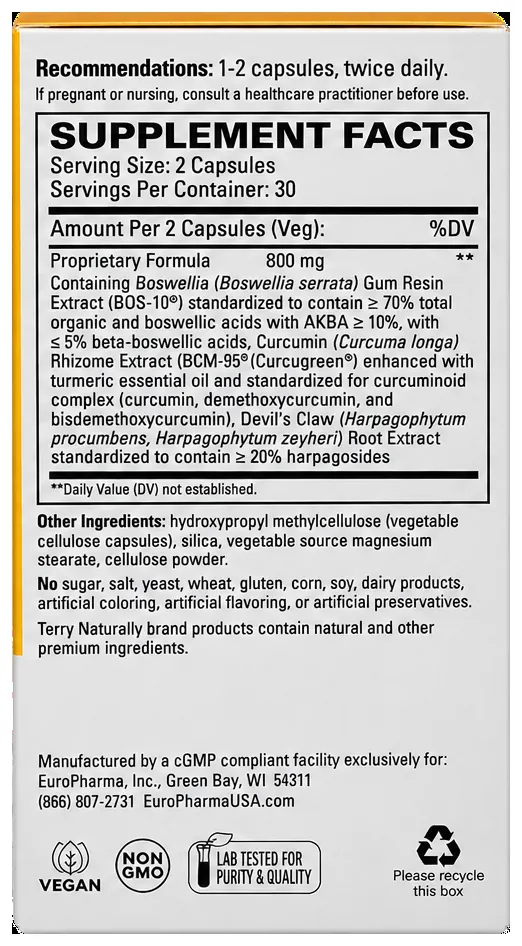 Recommendations: 1-2 capsules, twice daily.
If pregnant or nursing, consult a healthcare practitioner before use.
SUPPLEMENT FACTS
Serving Size: 2 Capsules
Servings Per Container: 30
Amount Per 2 Capsules (Veg): %DV
Proprietary Formula 800 mg **
Containing Boswellia (Boswellia serrata) Gum Resin
Extract (BOS-10®) standardized to contain ≥ 70% total
organic and boswellic acids with AKBA ≥ 10%, with
≤ 5% beta-boswellic acids, Curcumin (Curcuma longa)
Rhizome Extract (BCM-95® (Curcugreen®) enhanced with
turmeric essential oil and standardized for curcuminoid
complex (curcumin, demethoxycurcumin, and
bisdemethoxycurcumin), Devil's Claw (Harpagophytum
procumbens, Harpagophytum zeyheri) Root Extract
standardized to contain ≥ 20% harpagosides
**Daily Value (DV) not established.
Other Ingredients: hydroxypropyl methylcellulose (vegetable
cellulose capsules), silica, vegetable source magnesium
stearate, cellulose powder.
No sugar, salt, yeast, wheat, gluten, corn, soy, dairy products,
artificial coloring, artificial flavoring, or artificial preservatives.
Terry Naturally brand products contain natural and other
premium ingredients.
Manufactured by a cGMP compliant facility exclusively for:
EuroPharma, Inc., Green Bay, WI 54311
(866) 807-2731 EuroPharmaUSA.com
VEGAN
NON
GMO
LAB TESTED FOR
PURITY & QUALITY
Please recycle
this box